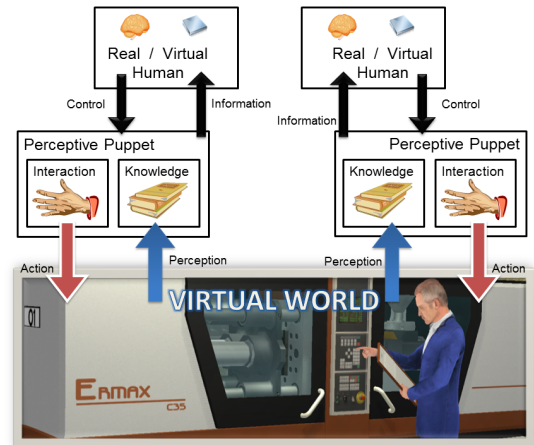 Real / Virtual
Human
Control
Information
Perceptive Puppet
Interaction
Knowledge
Action
Perception
Real / Virtual
Human
Information
Control
Perceptive Puppet
Knowledge
Interaction
Perception
Action
VIRTUAL WORLD
Q1
ERMAX
C35